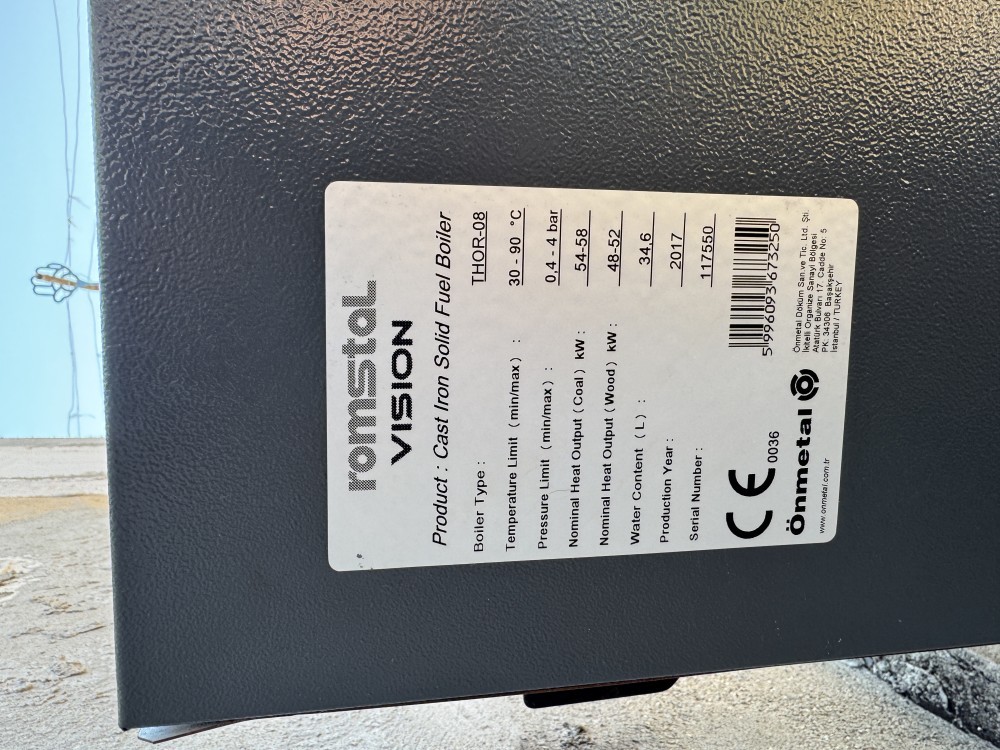 romstal
VISION
Product : Cast Iron Solid Fuel Boiler
Boiler Type : THOR-08
Temperature Limit (min/max) : 30 - 90 °C
Pressure Limit (min/max) : 0,4 - 4 bar
Nominal Heat Output (Coal) kW : 54-58
Nominal Heat Output (Wood) kW : 48-52
Water Content (L) : 34.6
Production Year : 2017
Serial Number : 117550
CE 0036
5 996093 673250
Önmetal
www.onmetal.com.tr
Önmetal Döküm San.ve Tic. Ltd. Şti.
İkitelli Organize Sanayi Bölgesi
Atatürk Bulvarı 17. Cadde No: 5
PK. 34306 Başakşehir
İstanbul / TURKEY